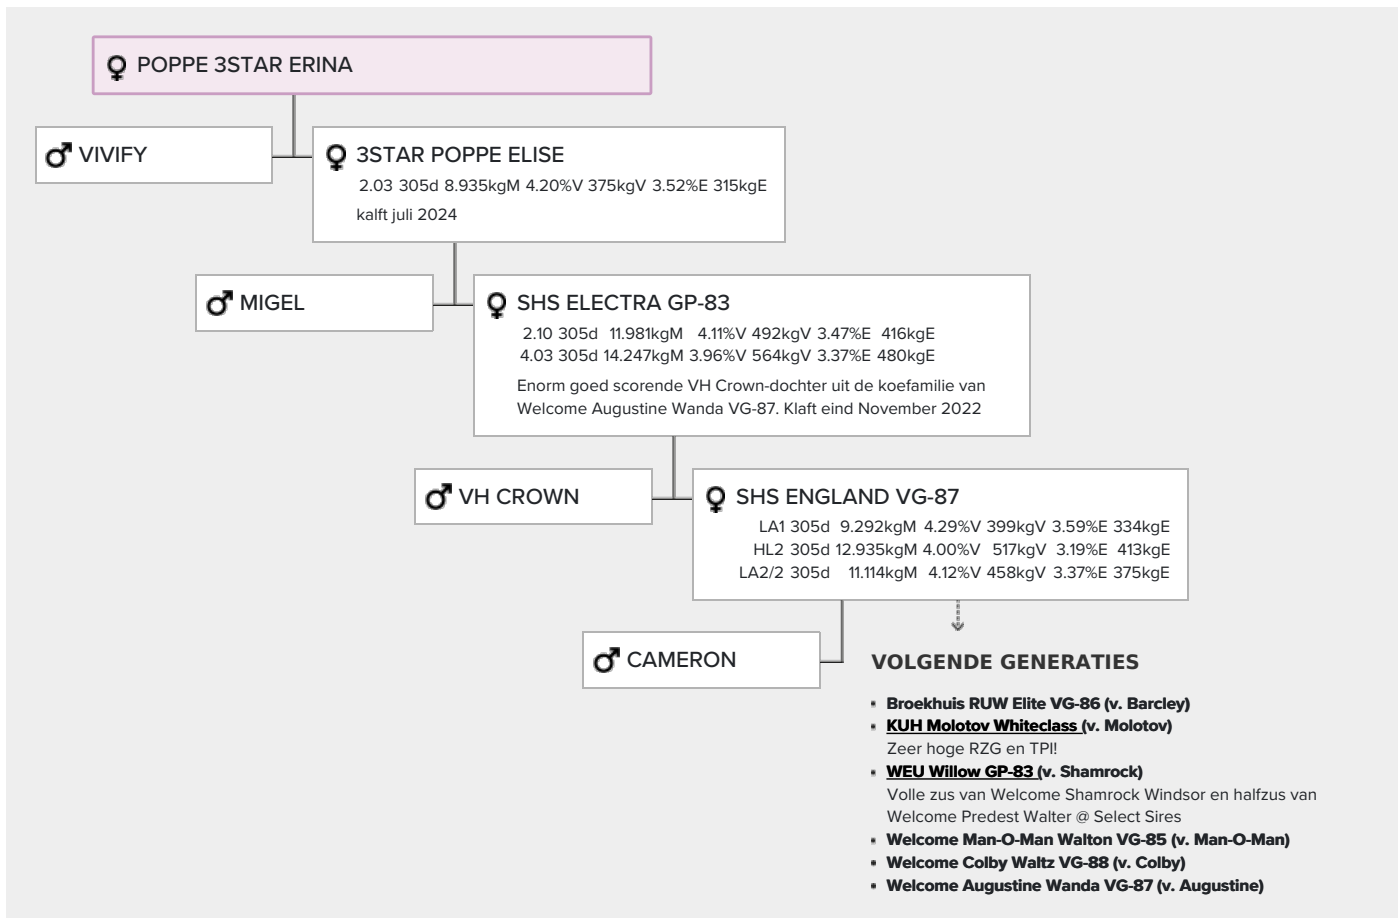 POPPE 3STAR ERINA
VIVIFY
3STAR POPPE ELISE
2.03 305d 8.935kgM 4.20%V 375kgV 3.52%E 315kgE
kalft juli 2024
MIGEL
SHS ELECTRA GP-83
2.10 305d 11.981kgM 4.11%V 492kgV 3.47%E 416kgE
4.03 305d 14.247kgM 3.96%V 564kgV 3.37%E 480kgE
Enorm goed scorende VH Crown-dochter uit de koefamilie van
Welcome Augustine Wanda VG-87. Klaft eind November 2022
VH CROWN
SHS ENGLAND VG-87
LA1 305d 9.292kgM 4.29%V 399kgV 3.59%E 334kgE
HL2 305d 12.935kgM 4.00%V 517kgV 3.19%E 413kgE
LA2/2 305d 11.114kgM 4.12%V 458kgV 3.37%E 375kgE
CAMERON
VOLGENDE GENERATIES
Broekhuis RUW Elite VG-86 (v. Barcley)
KUH Molotov Whiteclass (v. Molotov)
Zeer hoge RZG en TPI!
WEU Willow GP-83 (v. Shamrock)
Volle zus van Welcome Shamrock Windsor en halfzus van
Welcome Predest Walter @ Select Sires
Welcome Man-O-Man Walton VG-85 (v. Man-O-Man)
Welcome Colby Waltz VG-88 (v. Colby)
Welcome Augustine Wanda VG-87 (v. Augustine)